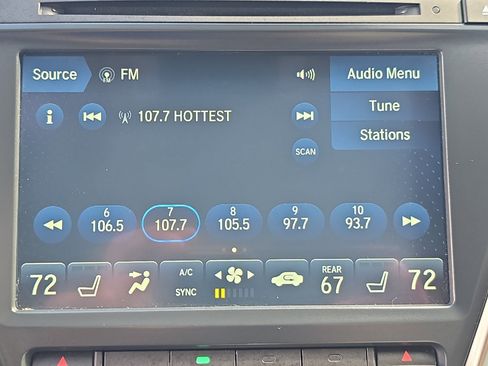 Source
FM
Audio Menu
i
107.7 HOTTEST
Tune
SCAN
Stations
6
106.5
7
107.7
8
105.5
9
97.7
10
93.7
72
A/C
SYNC
REAR
67
72